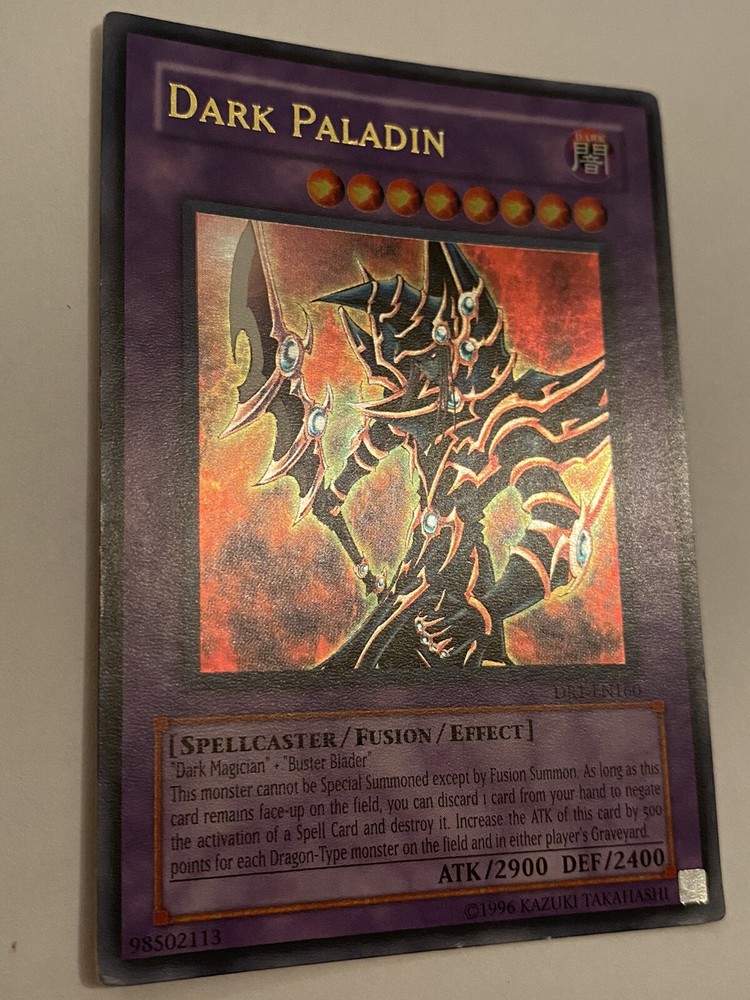 DARK PALADIN
DARK
闇
DR1-EN160
[SPELLCASTER/FUSION/EFFECT]
"Dark Magician" + "Buster Blader"
This monster cannot be Special Summoned except by Fusion Summon. As long as this
card remains face-up on the field, you can discard 1 card from your hand to negate
the activation of a Spell Card and destroy it. Increase the ATK of this card by 500
points for each Dragon-Type monster on the field and in either player's Graveyard.
ATK/2900 DEF/2400
98502113
©1996 KAZUKI TAKAHASHI